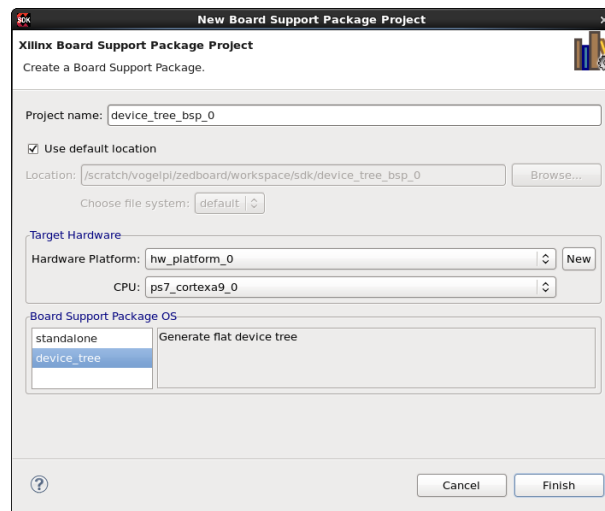 SDK New Board Support Package Project
Xilinx Board Support Package Project
Create a Board Support Package.
Project name: device_tree_bsp_0
Use default location
Location: /scratch/vogelpi/zedboard/workspace/sdk/device_tree_bsp_0 Browse...
Choose file system: default
Target Hardware
Hardware Platform: hw_platform_0 New
CPU: ps7_cortexa9_0
Board Support Package OS
standalone Generate flat device tree
device_tree
? Cancel Finish